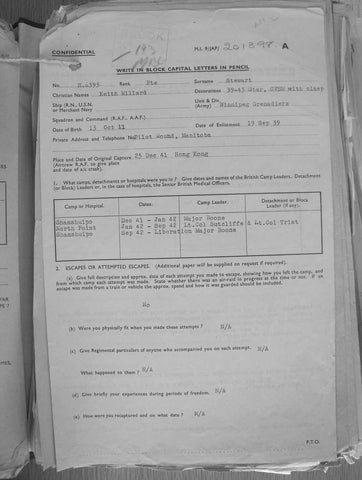 CONFIDENTIAL M.I. 9/JAP/ 201898 A
WRITE IN BLOCK CAPITAL LETTERS IN PENCIL
No. H.6393 Rank Pte Surname Stewart
Christian Names Keith Willard Decorations 39-45 Star, CVSM with clasp
Ship (R.N., U.S.N. or Merchant Navy) Unit & Div. (Army) Winnipeg Grenadiers
Squadron and Command (R.A.F., A.A.F.)
Date of Birth 13 Oct 11 Date of Enlistment 19 Sep 39
Private Address and Telephone No Pilot Mound, Manitoba
Place and Date of Original Capture 25 Dec 41 Hong Kong
(Aircrew R.A.F. to give place
and date of a/c crash).
1. What camps, detachments or hospitals were you in? Give dates and names of the British Camp Leaders. Detachment
(or Block) Leaders or, in the case of hospitals, the Senior British Medical Officers.
Camp or Hospital. Dates. Camp Leader. Detachment or Block Leader (if any).
Shamshuipo Dec 41 - Jan 42 Major Boone
North Point Jan 42 - Sep 42 Lt.Col Sutcliffe & Lt.Col Trist
Shamshuipo Sep 42 - Liberation Major Boone
2. ESCAPES OR ATTEMPTED ESCAPES. (Additional paper will be supplied on request if required).
(a) Give full description and approx. date of each attempt you made to escape, showing how you left the camp, and
from which camp each attempt was made. State whether there was an air-raid in progress at the time or not. If an
escape was made from a train or vehicle the approx. speed and how it was guarded should be included.
No
(b) Were you physically fit when you made these attempts? N/A
(c) Give Regimental particulars of anyone who accompanied you on each attempt. N/A
What happened to them? N/A
(d) Give briefly your experiences during periods of freedom. N/A
(e) How were you recaptured and on what date? N/A
P.T.O.